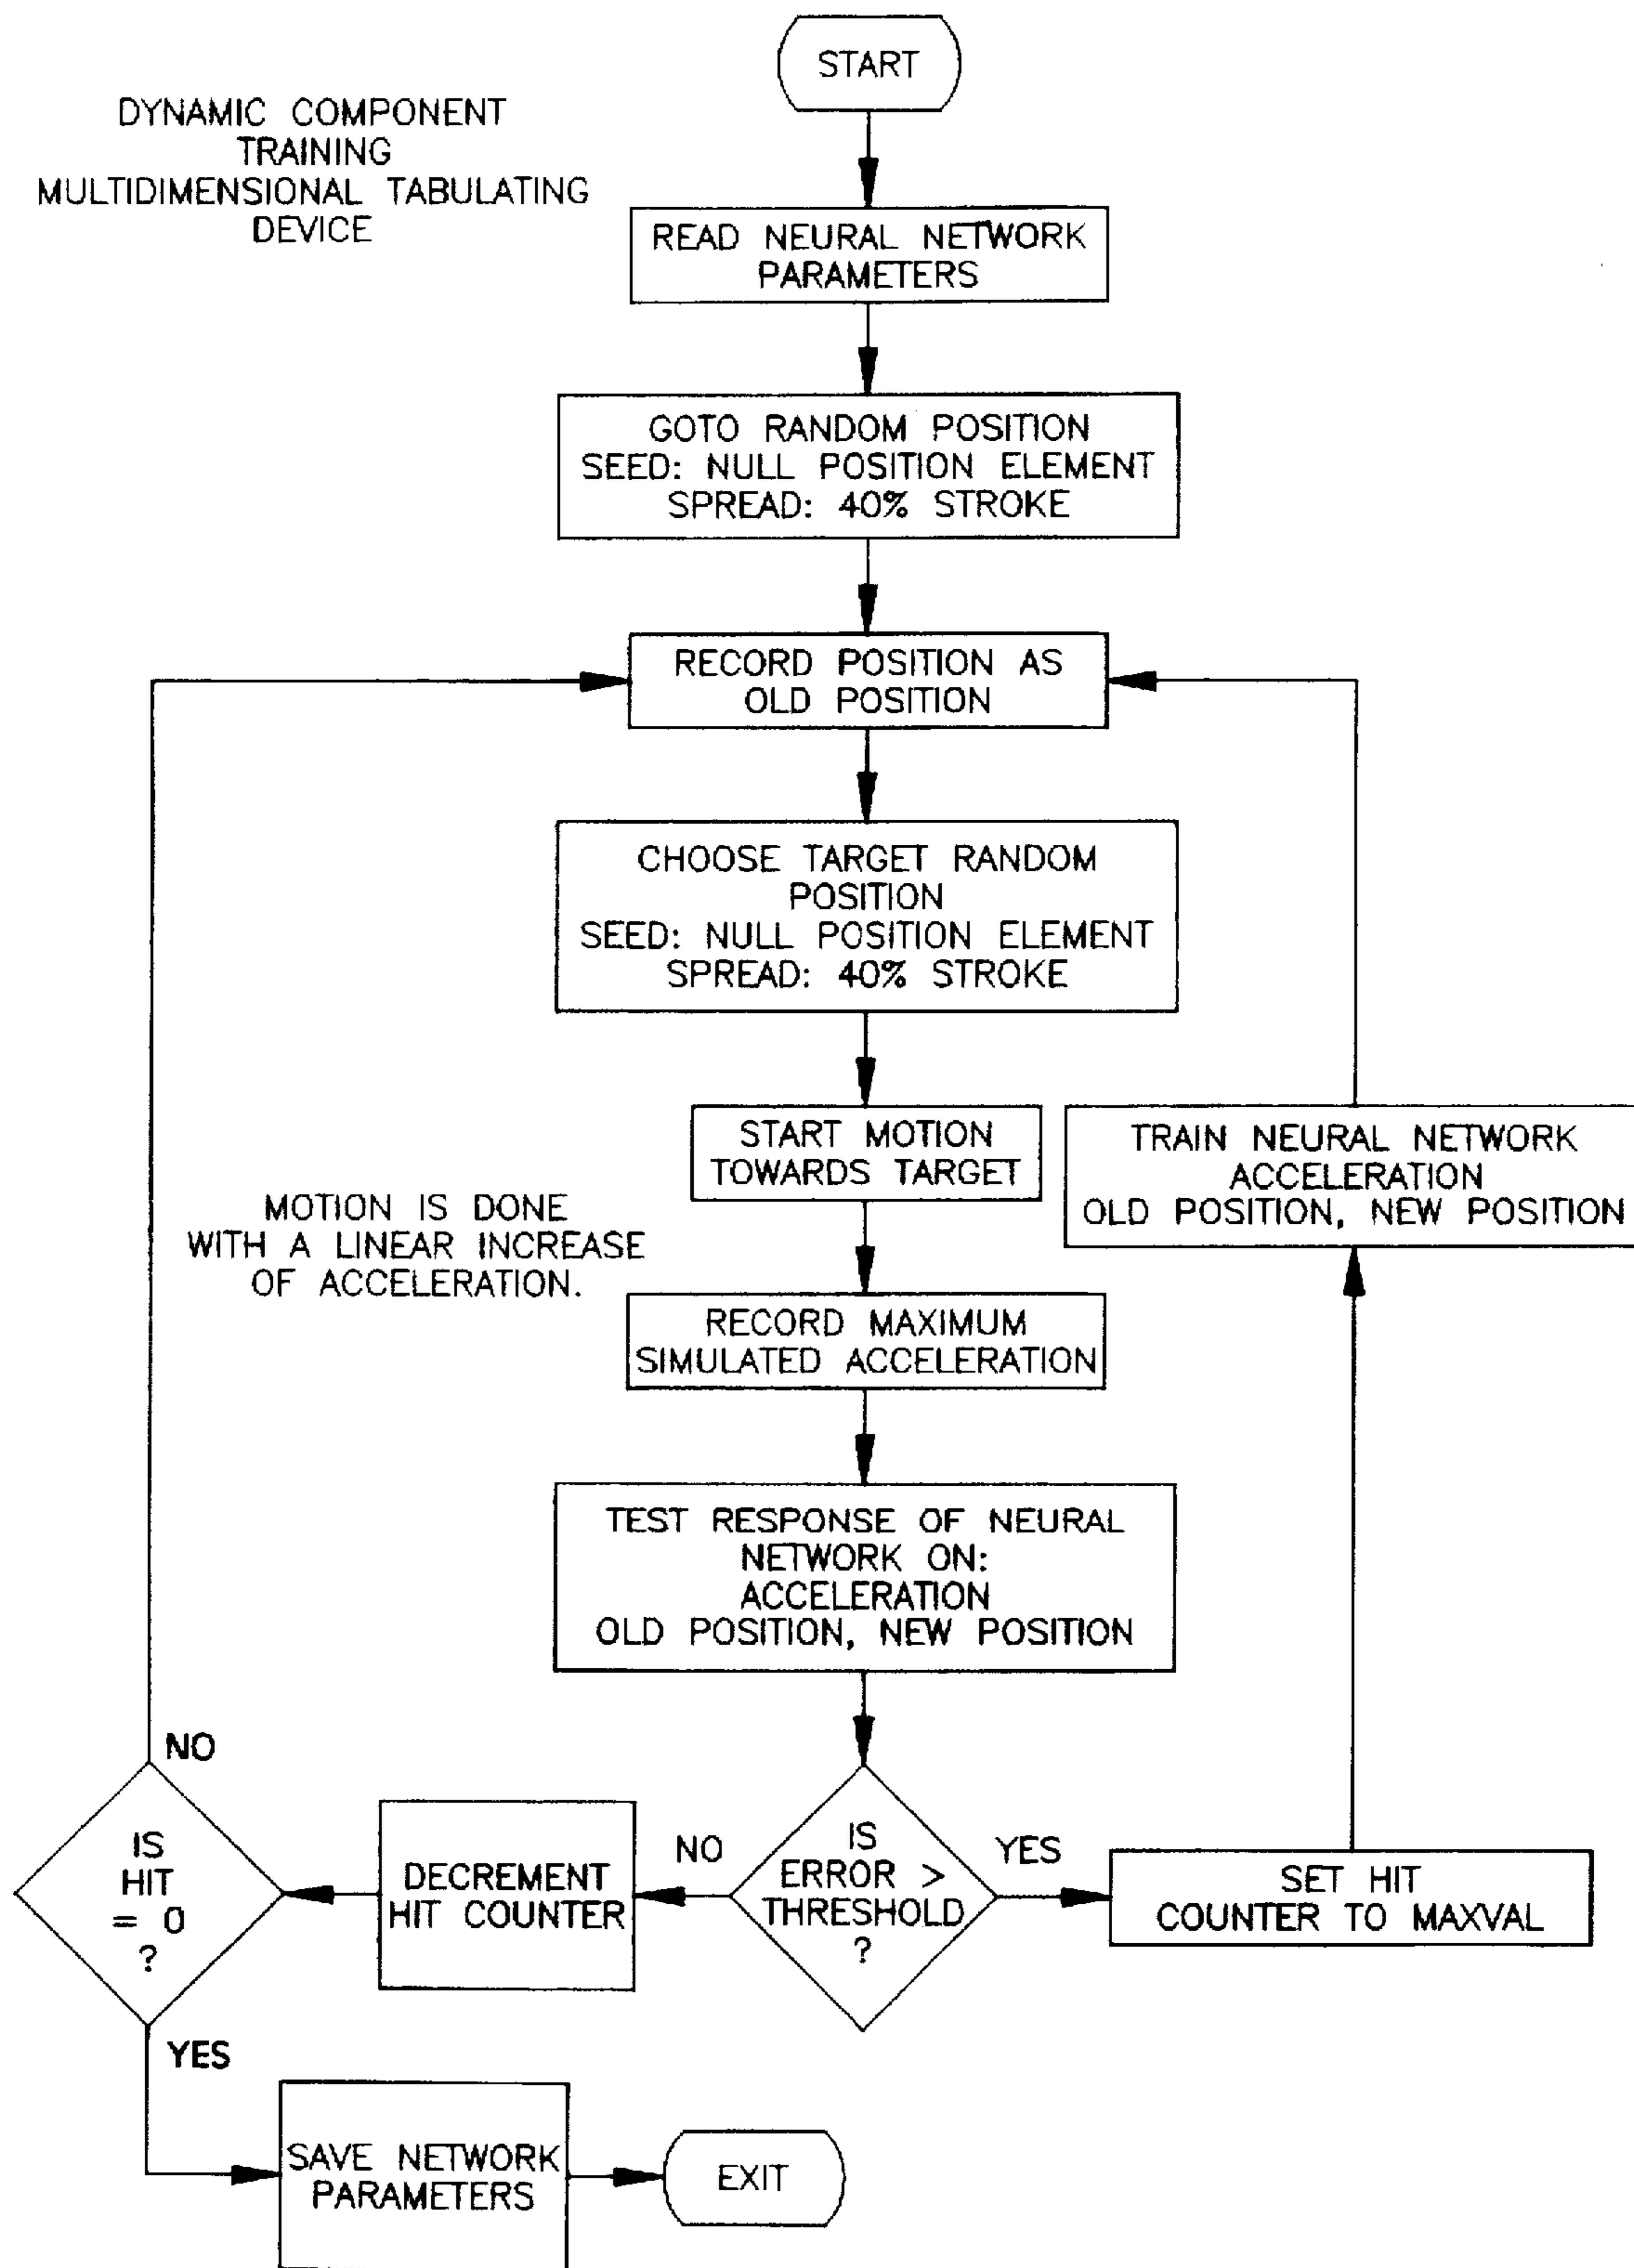 START
DYNAMIC COMPONENT
TRAINING
MULTIDIMENSIONAL TABULATING
DEVICE
READ NEURAL NETWORK
PARAMETERS
GOTO RANDOM POSITION
SEED: NULL POSITION ELEMENT
SPREAD: 40% STROKE
RECORD POSITION AS
OLD POSITION
CHOOSE TARGET RANDOM
POSITION
SEED: NULL POSITION ELEMENT
SPREAD: 40% STROKE
START MOTION
TOWARDS TARGET
TRAIN NEURAL NETWORK
ACCELERATION
OLD POSITION, NEW POSITION
MOTION IS DONE
WITH A LINEAR INCREASE
OF ACCELERATION.
RECORD MAXIMUM
SIMULATED ACCELERATION
TEST RESPONSE OF NEURAL
NETWORK ON:
ACCELERATION
OLD POSITION, NEW POSITION
NO
IS
HIT
= 0
?
DECREMENT
HIT COUNTER
NO
IS
ERROR >
THRESHOLD
?
YES
SET HIT
COUNTER TO MAXVAL
YES
SAVE NETWORK
PARAMETERS
EXIT